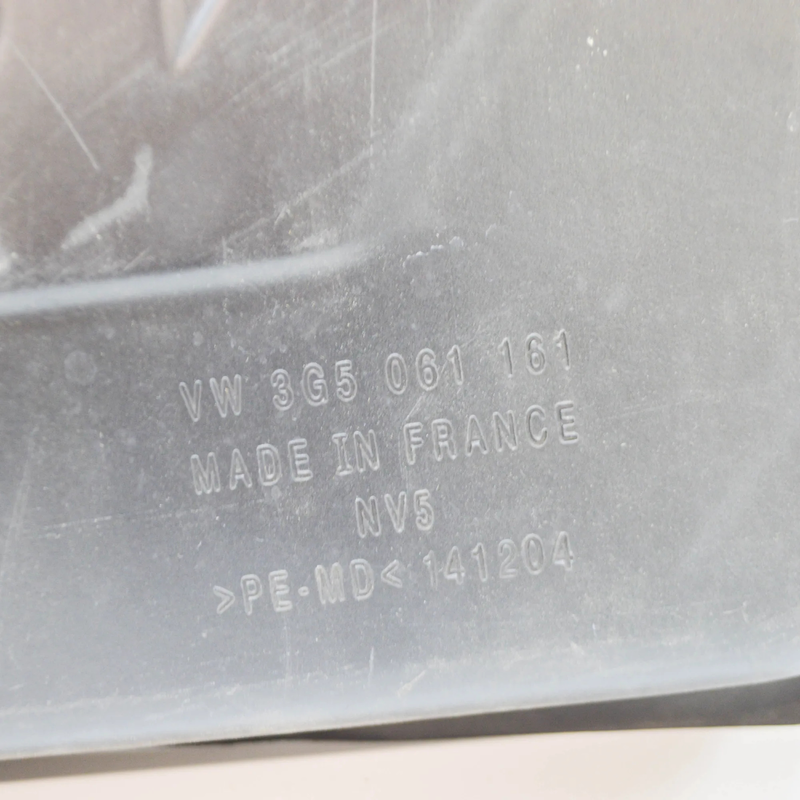 VW 3G5 061 161
MADE IN FRANCE
NV5
>PE-MD< 141204